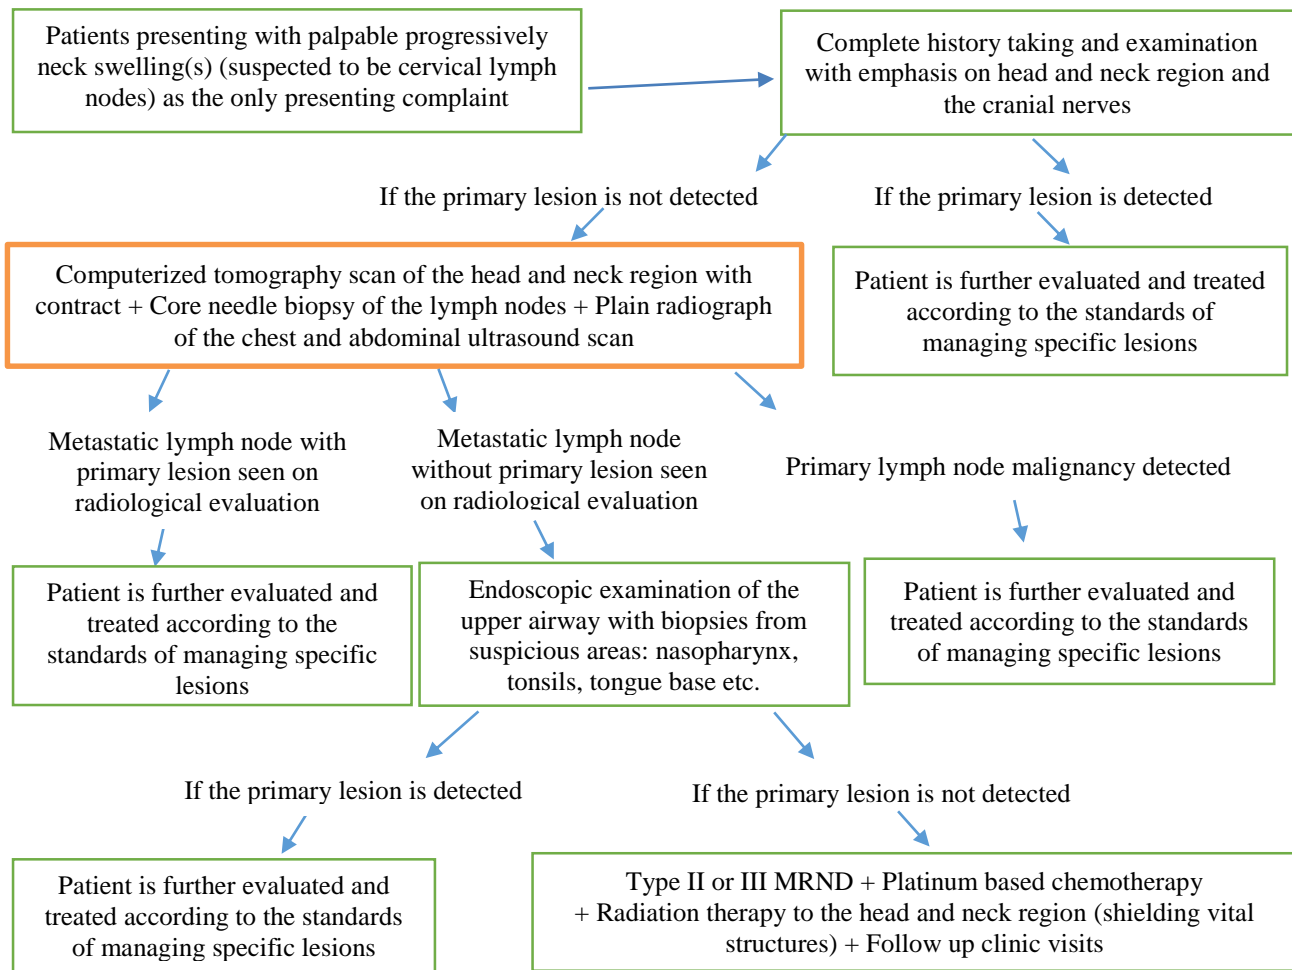 Patients presenting with palpable progressively
neck swelling(s) (suspected to be cervical lymph
nodes) as the only presenting complaint
Complete history taking and examination
with emphasis on head and neck region and
the cranial nerves
If the primary lesion is not detected
If the primary lesion is detected
Computerized tomography scan of the head and neck region with
contract + Core needle biopsy of the lymph nodes + Plain radiograph
of the chest and abdominal ultrasound scan
Patient is further evaluated and treated
according to the standards of
managing specific lesions
Metastatic lymph node with
primary lesion seen on
radiological evaluation
Metastatic lymph node
without primary lesion seen
on radiological evaluation
Primary lymph node malignancy detected
Patient is further evaluated and
treated according to the
standards of managing specific
lesions
Endoscopic examination of the
upper airway with biopsies from
suspicious areas: nasopharynx,
tonsils, tongue base etc.
Patient is further evaluated and
treated according to the standards
of managing specific lesions
If the primary lesion is detected
If the primary lesion is not detected
Patient is further evaluated and
treated according to the standards
of managing specific lesions
Type II or III MRND + Platinum based chemotherapy
+ Radiation therapy to the head and neck region (shielding vital
structures) + Follow up clinic visits